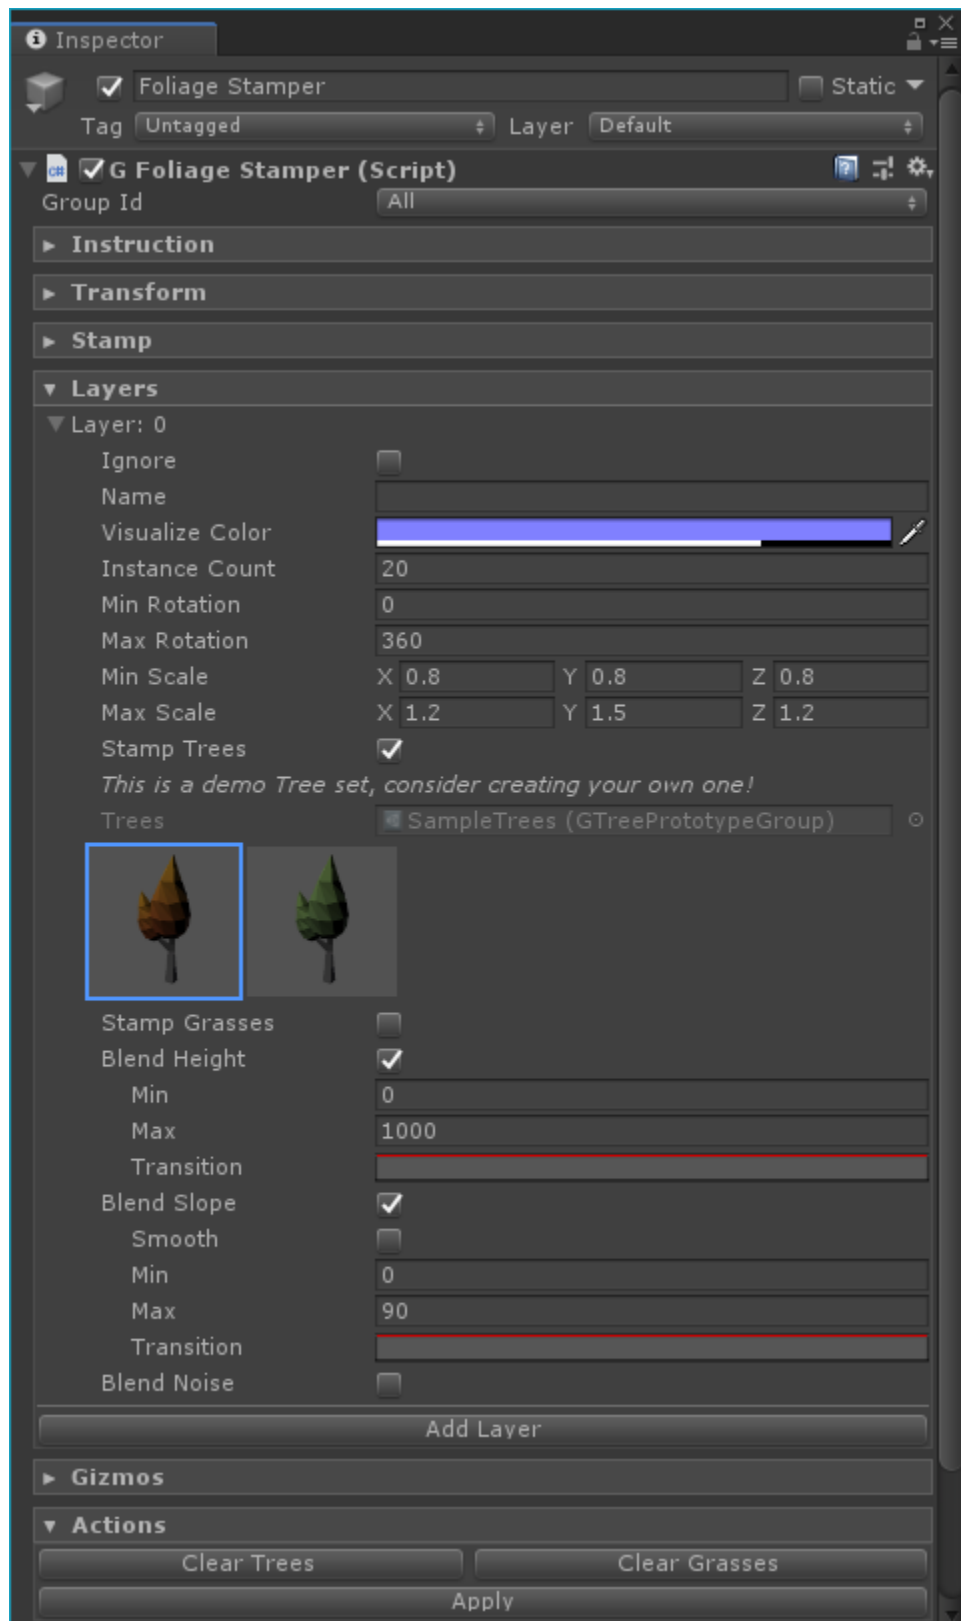 Inspector
Foliage Stamper Static
Tag Untagged Layer Default
c# G Foliage Stamper (Script)
Group Id All
Instruction
Transform
Stamp
Layers
Layer: 0
Ignore
Name
Visualize Color
Instance Count 20
Min Rotation 0
Max Rotation 360
Min Scale X 0.8 Y 0.8 Z 0.8
Max Scale X 1.2 Y 1.5 Z 1.2
Stamp Trees
This is a demo Tree set, consider creating your own one!
Trees SampleTrees (GTreePrototypeGroup)
Stamp Grasses
Blend Height
Min 0
Max 1000
Transition
Blend Slope
Smooth
Min 0
Max 90
Transition
Blend Noise
Add Layer
Gizmos
Actions
Clear Trees Clear Grasses
Apply